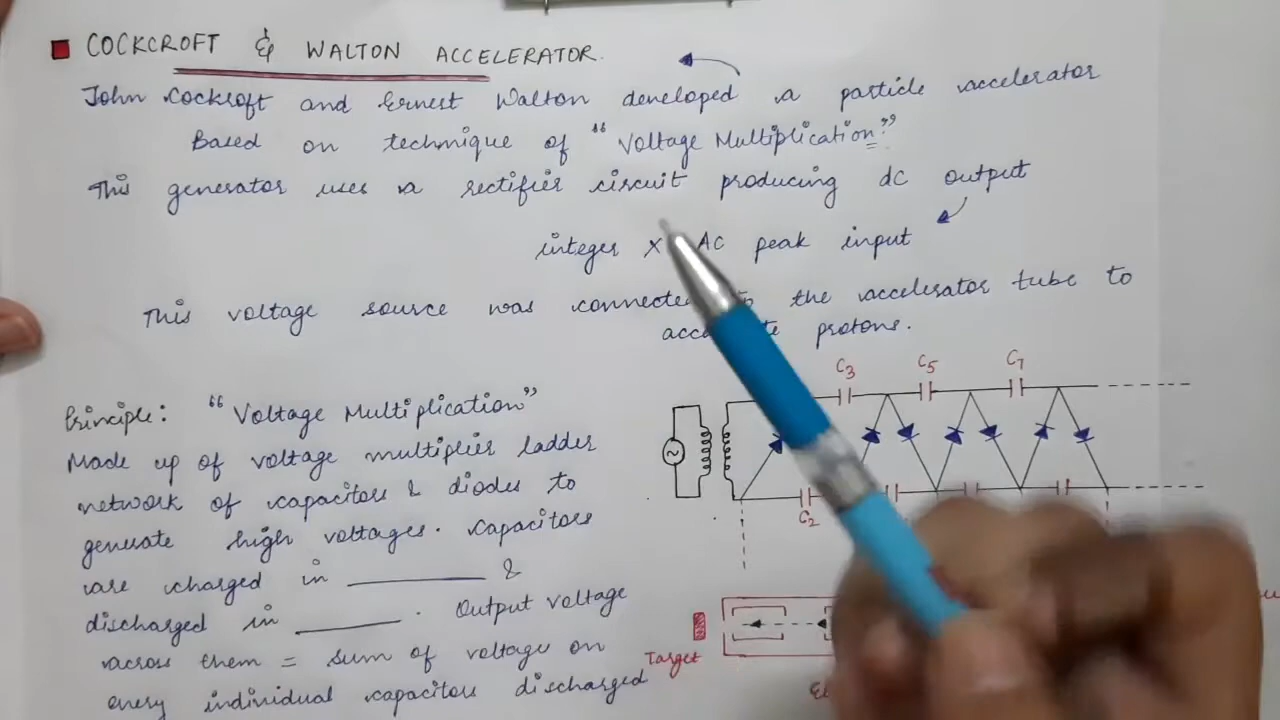 COCKCROFT & WALTON ACCELERATOR.
John Cockroft and Ernest Walton developed a particle accelerator
Based on technique of "Voltage Multiplication"
This generator uses a rectifier circuit producing dc output
integer x AC peak input
This voltage source was connected to the accelerator tube to
protons.
C3 C5 C7
Principle: "Voltage Multiplication"
Made up of voltage multiplier ladder
network of capacitors & diodes to
generate high voltages. Capacitors
are charged in ________ &
discharged in ________. Output voltage
across them = sum of voltage on
every individual capacitors discharged
C2
Target